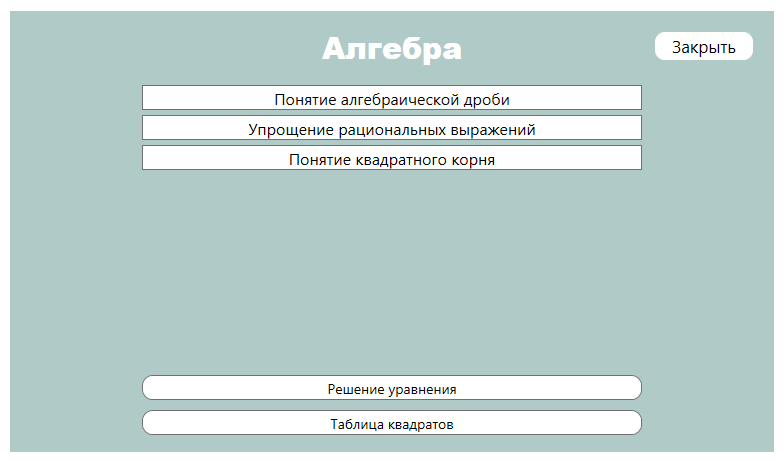 Алгебра
Закрыть
Понятие алгебраической дроби
Упрощение рациональных выражений
Понятие квадратного корня
Решение уравнения
Таблица квадратов